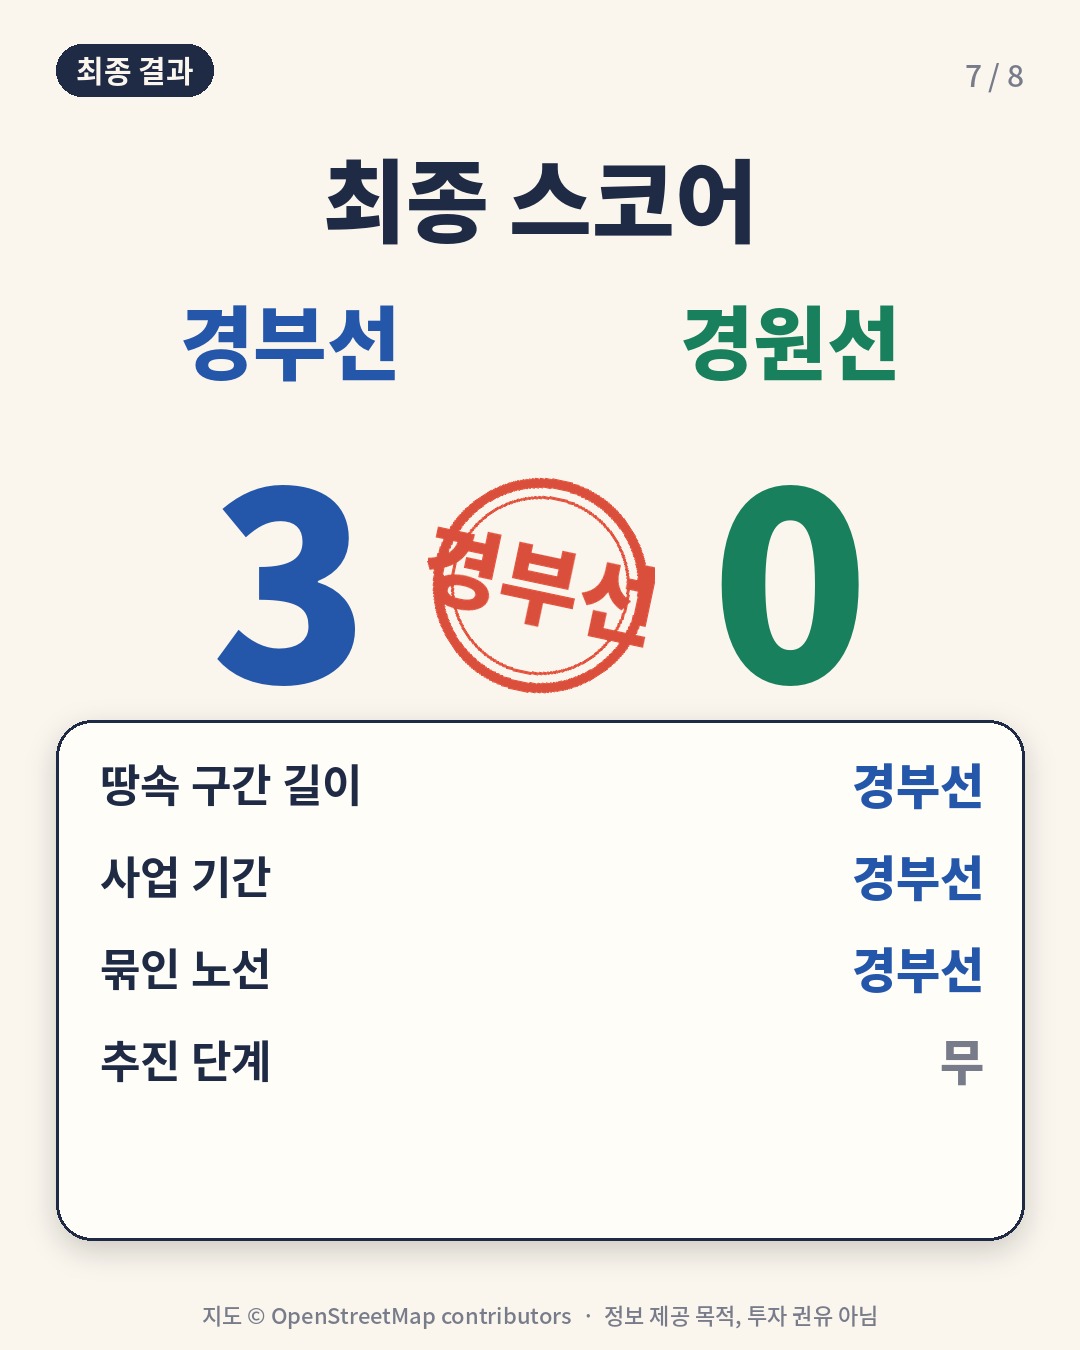 최종 결과
7 / 8
최종 스코어
경부선 경원선
3 경부선 0
땅속 구간 길이 경부선
사업 기간 경부선
묶인 노선 경부선
추진 단계 무
지도 © OpenStreetMap contributors · 정보 제공 목적, 투자 권유 아님